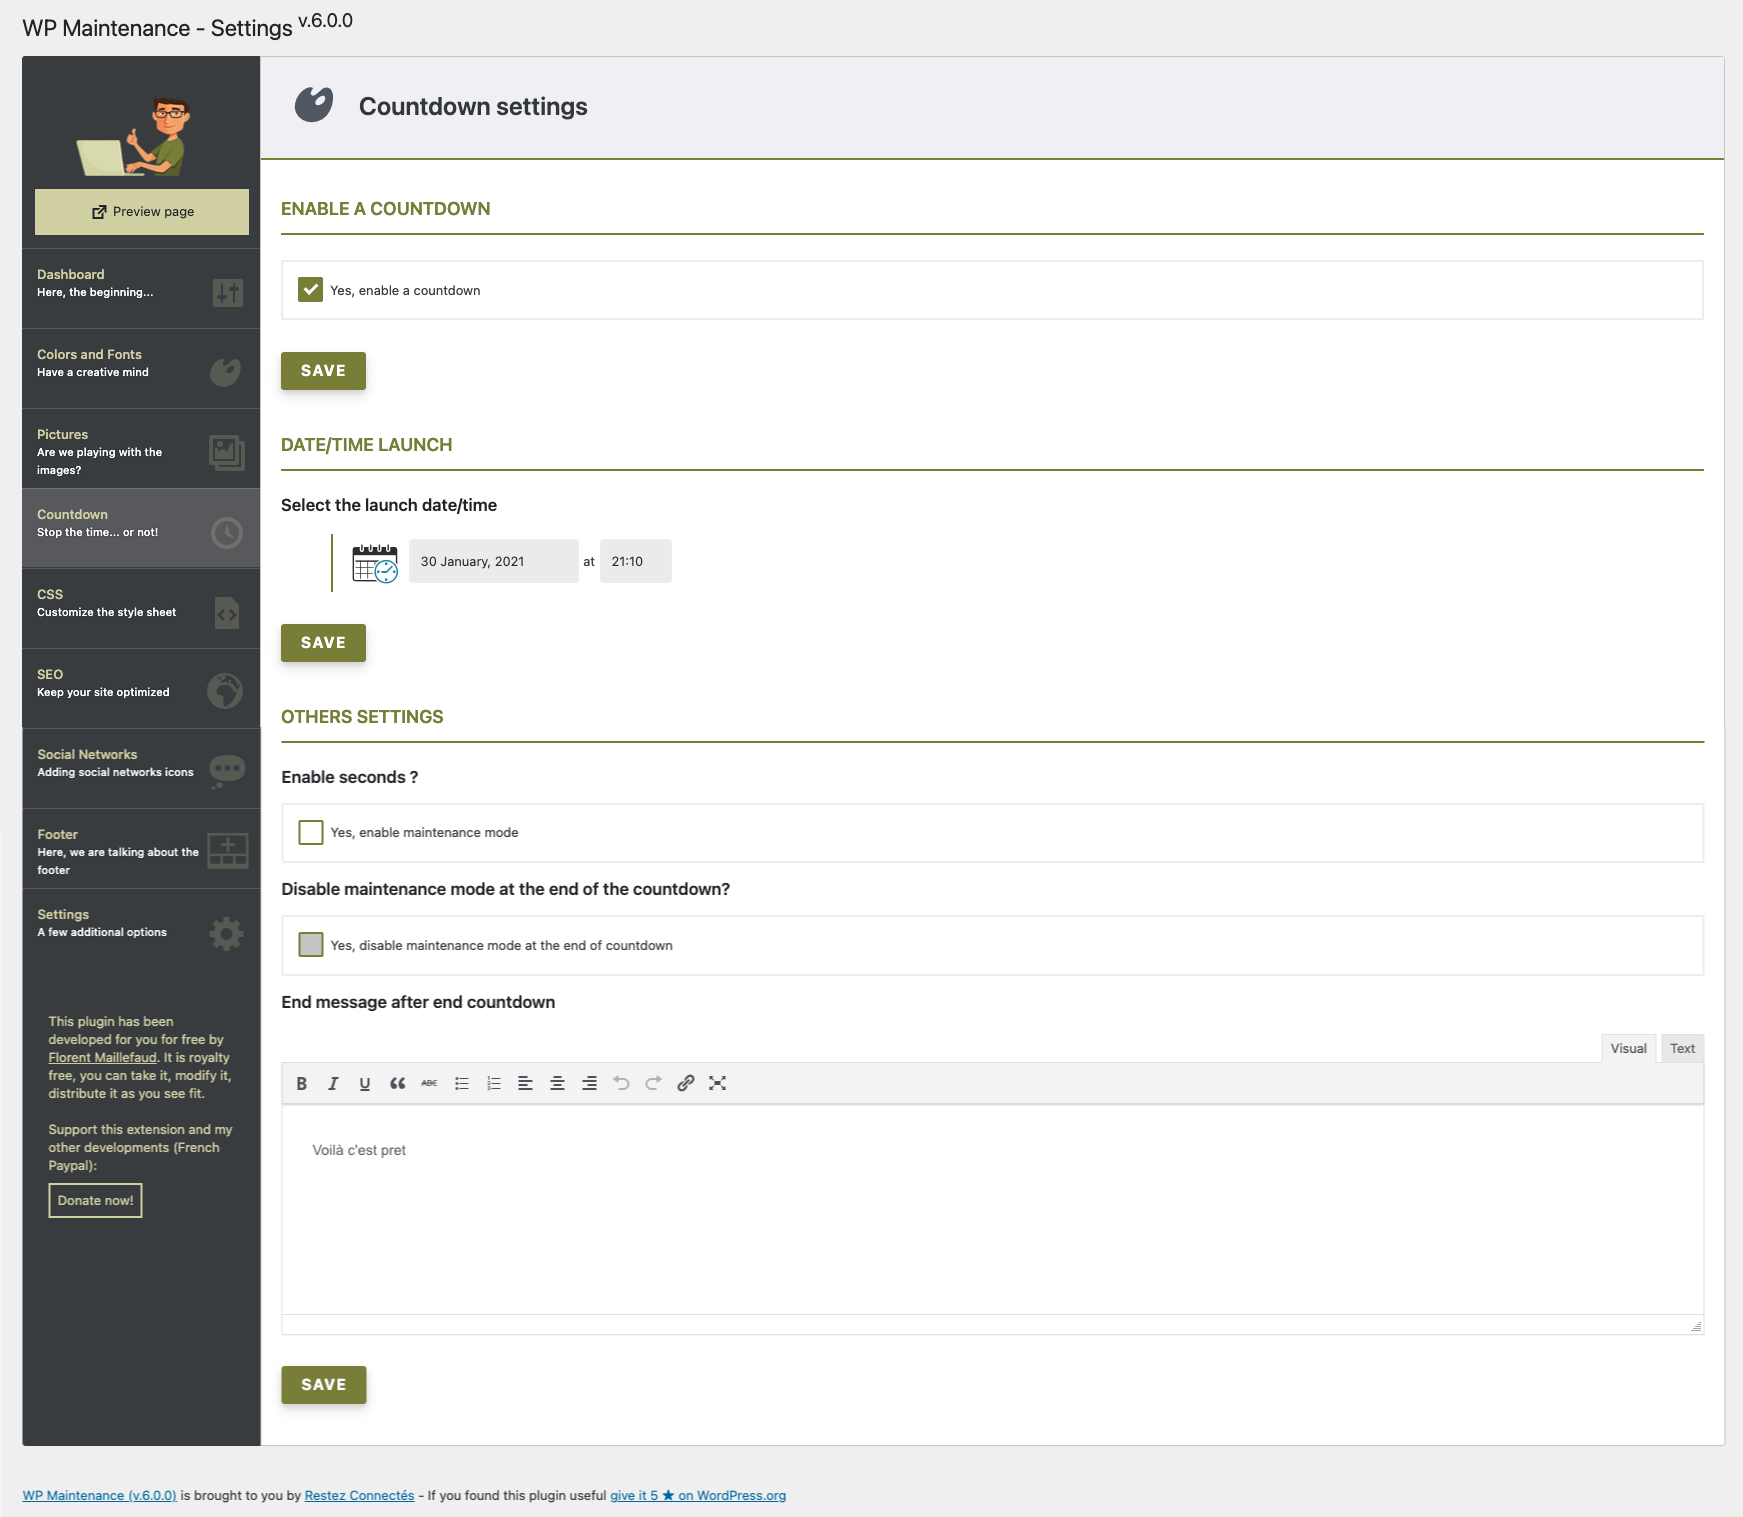 WP Maintenance - Settings v.6.0.0
Preview page
Dashboard
Here, the beginning...
Colors and Fonts
Have a creative mind
Pictures
Are we playing with the
images?
Countdown
Stop the time... or not!
CSS
Customize the style sheet
SEO
Keep your site optimized
Social Networks
Adding social networks icons
Footer
Here, we are talking about the
footer
Settings
A few additional options
This plugin has been
developed for you for free by
Florent Maillefaud. It is royalty
free, you can take it, modify it,
distribute it as you see fit.
Support this extension and my
other developments (French
Paypal):
Donate now!
Countdown settings
ENABLE A COUNTDOWN
Yes, enable a countdown
SAVE
DATE/TIME LAUNCH
Select the launch date/time
30 January, 2021 at 21:10
SAVE
OTHERS SETTINGS
Enable seconds ?
Yes, enable maintenance mode
Disable maintenance mode at the end of the countdown?
Yes, disable maintenance mode at the end of countdown
End message after end countdown
Visual Text
B I U ABC
Voilà c'est pret
SAVE
WP Maintenance (v.6.0.0) is brought to you by Restez Connectés - If you found this plugin useful give it 5 ★ on WordPress.org